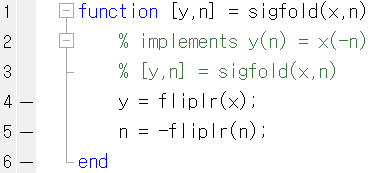 1 function [y,n] = sigfold(x,n)
2 % implements y(n) = x(-n)
3 % [y,n] = sigfold(x,n)
4 – y = fliplr(x);
5 – n = -fliplr(n);
6 – end